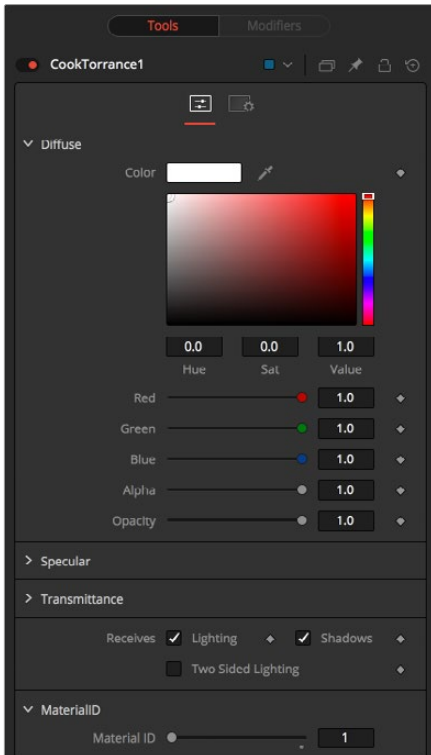 Tools Modifiers
CookTorrance1
Diffuse
Color
0.0 0.0 1.0
Hue Sat Value
Red 1.0
Green 1.0
Blue 1.0
Alpha 1.0
Opacity 1.0
Specular
Transmittance
Receives Lighting Shadows
Two Sided Lighting
MaterialID
Material ID 1